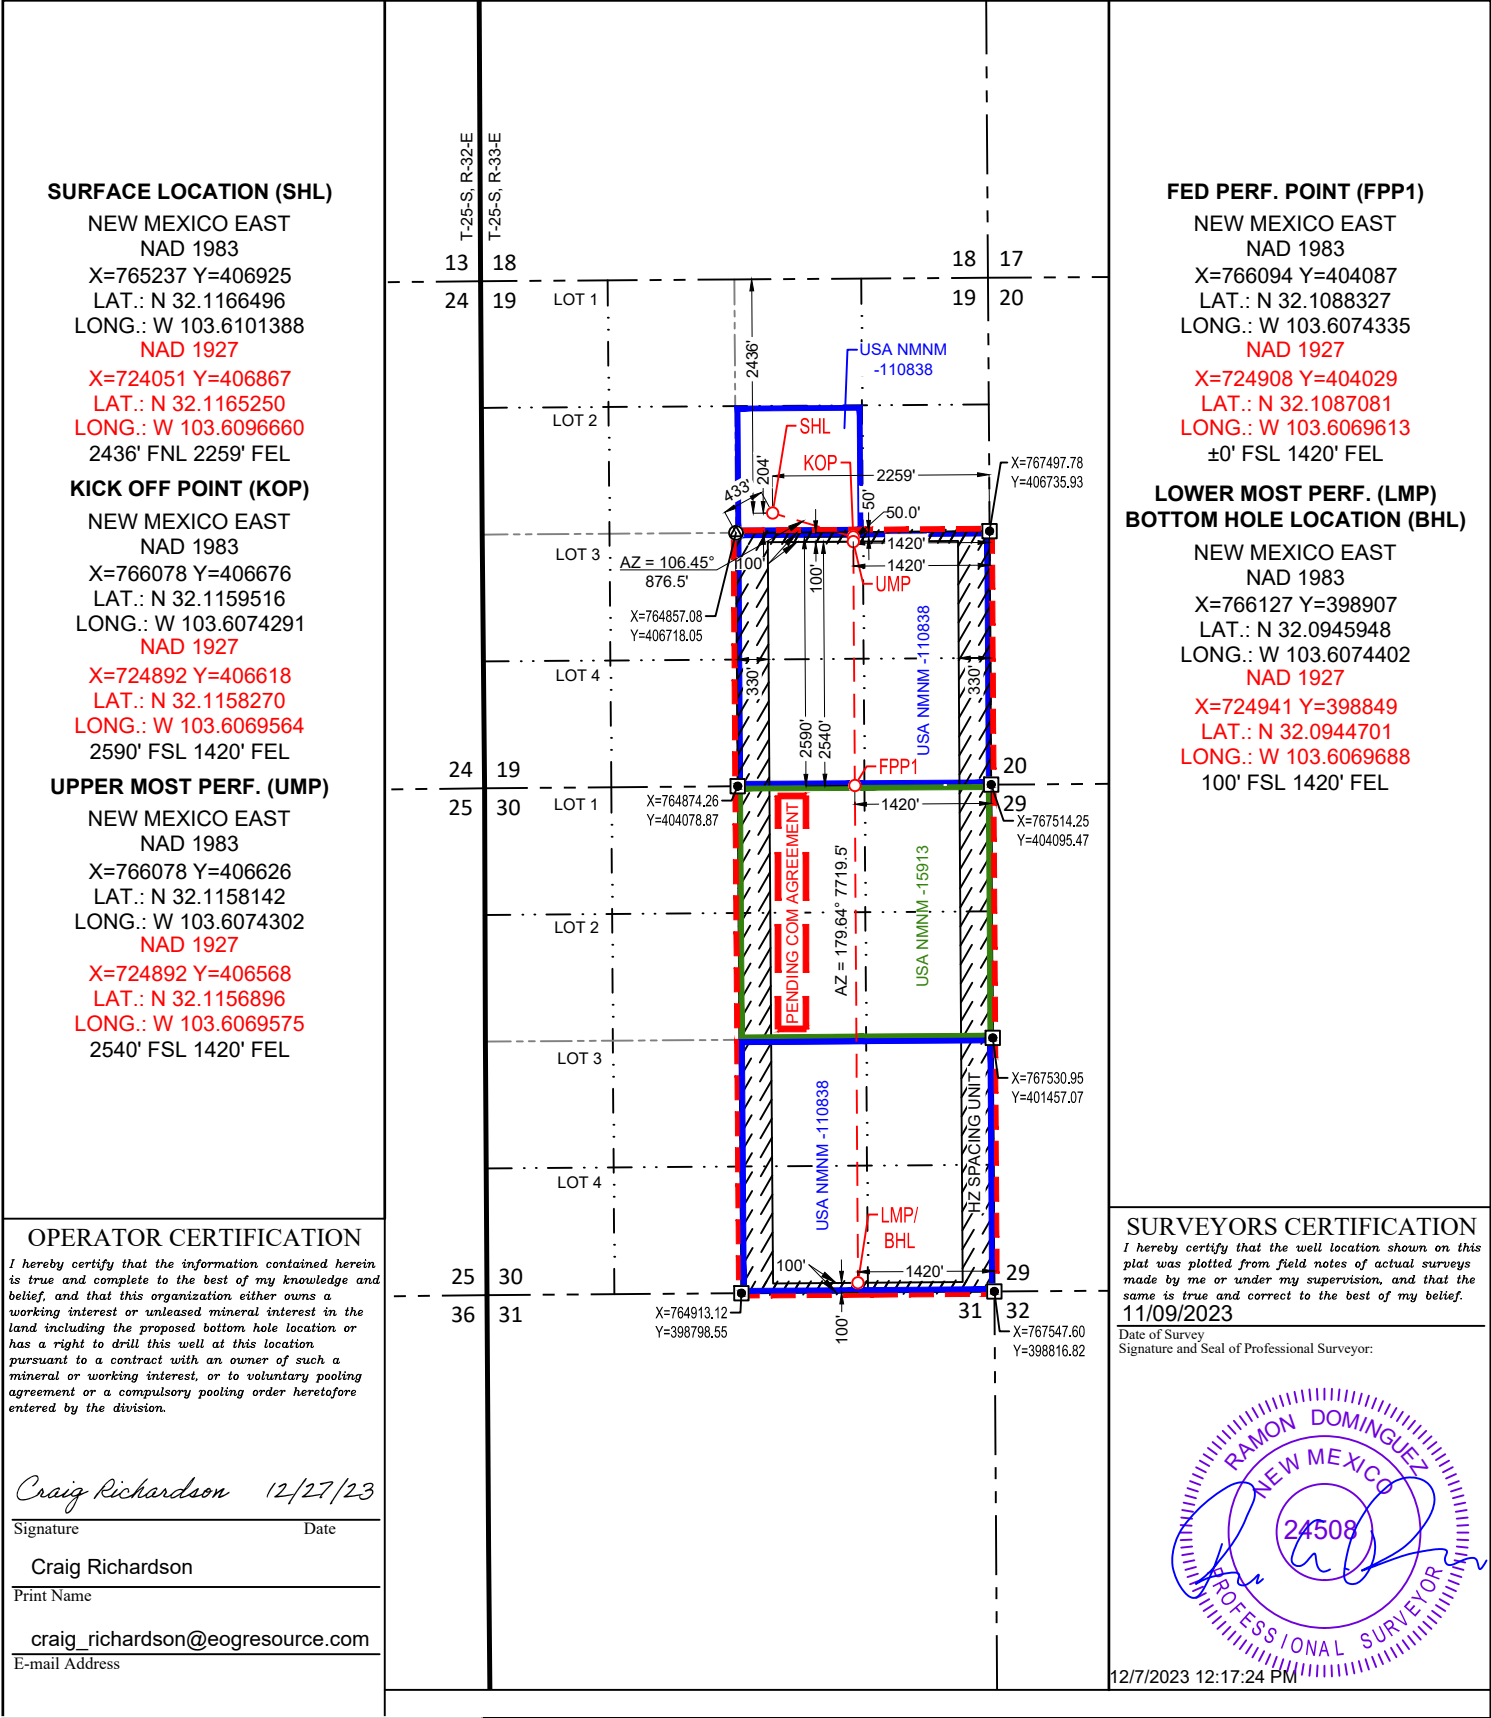 SURFACE LOCATION (SHL)
NEW MEXICO EAST
NAD 1983
X=765237 Y=406925
LAT.: N 32.1166496
LONG.: W 103.6101388
NAD 1927
X=724051 Y=406867
LAT.: N 32.1165250
LONG.: W 103.6096660
2436' FNL 2259' FEL
KICK OFF POINT (KOP)
NEW MEXICO EAST
NAD 1983
X=766078 Y=406676
LAT.: N 32.1159516
LONG.: W 103.6074291
NAD 1927
X=724892 Y=406618
LAT.: N 32.1158270
LONG.: W 103.6069564
2590' FSL 1420' FEL
UPPER MOST PERF. (UMP)
NEW MEXICO EAST
NAD 1983
X=766078 Y=406626
LAT.: N 32.1158142
LONG.: W 103.6074302
NAD 1927
X=724892 Y=406568
LAT.: N 32.1156896
LONG.: W 103.6069575
2540' FSL 1420' FEL
OPERATOR CERTIFICATION
I hereby certify that the information contained herein
is true and complete to the best of my knowledge and
belief, and that this organization either owns a
working interest or unleased mineral interest in the
land including the proposed bottom hole location or
has a right to drill this well at this location
pursuant to a contract with an owner of such a
mineral or working interest, or to voluntary pooling
agreement or a compulsory pooling order heretofore
entered by the division.
Craig Richardson 12/27/23
Signature Date
Craig Richardson
Print Name
craig_richardson@eogresource.com
E-mail Address
T-25-S, R-32-E
T-25-S, R-33-E
13 18
18 17
24 19
19 20
LOT 1
2436'
USA NMNM
-110838
LOT 2
SHL
KOP
204'
433'
2259'
X=767497.78
Y=406735.93
50'
50.0'
LOT 3
AZ = 106.45°
876.5'
100'
100'
1420'
1420'
UMP
X=764857.08
Y=406718.05
LOT 4
330'
330'
2590'
2540'
USA NMNM -110838
FPP1
24 19
20
25 30
29
LOT 1
X=764874.26
Y=404078.87
1420'
X=767514.25
Y=404095.47
PENDING COM AGREEMENT
AZ = 179.64° 7719.5'
USA NMNM -15913
LOT 2
LOT 3
X=767530.95
Y=401457.07
USA NMNM -110838
HZ SPACING UNIT
LOT 4
LMP/
BHL
100'
1420'
25 30
29
36 31
31 32
X=764913.12
Y=398798.55
100'
X=767547.60
Y=398816.82
FED PERF. POINT (FPP1)
NEW MEXICO EAST
NAD 1983
X=766094 Y=404087
LAT.: N 32.1088327
LONG.: W 103.6074335
NAD 1927
X=724908 Y=404029
LAT.: N 32.1087081
LONG.: W 103.6069613
±0' FSL 1420' FEL
LOWER MOST PERF. (LMP)
BOTTOM HOLE LOCATION (BHL)
NEW MEXICO EAST
NAD 1983
X=766127 Y=398907
LAT.: N 32.0945948
LONG.: W 103.6074402
NAD 1927
X=724941 Y=398849
LAT.: N 32.0944701
LONG.: W 103.6069688
100' FSL 1420' FEL
SURVEYORS CERTIFICATION
I hereby certify that the well location shown on this
plat was plotted from field notes of actual surveys
made by me or under my supervision, and that the
same is true and correct to the best of my belief.
11/09/2023
Date of Survey
Signature and Seal of Professional Surveyor:
RAMON DOMINGUEZ
NEW MEXICO
24508
PROFESSIONAL SURVEYOR
12/7/2023 12:17:24 PM